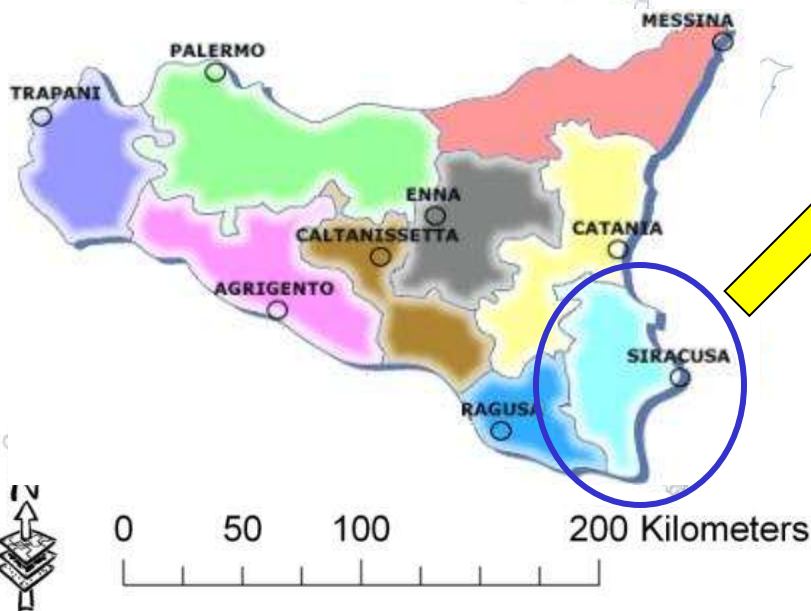 MESSINA
PALERMO
TRAPANI
ENNA
CATANIA
CALTANISSETTA
AGRIGENTO
SIRACUSA
RAGUSA
N
0 50 100 200 Kilometers